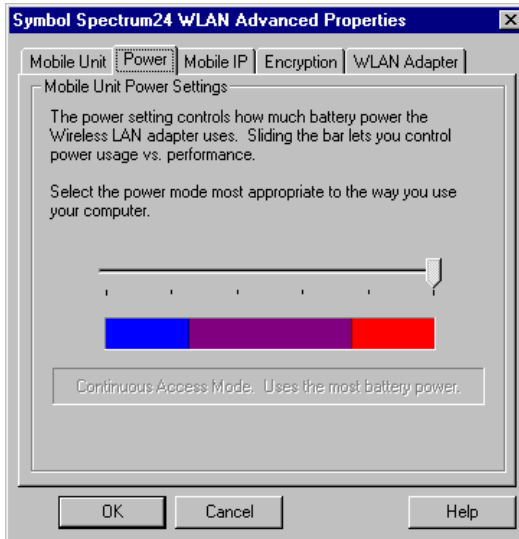 Symbol Spectrum24 WLAN Advanced Properties
Mobile Unit Power Mobile IP Encryption WLAN Adapter
Mobile Unit Power Settings
The power setting controls how much battery power the
Wireless LAN adapter uses. Sliding the bar lets you control
power usage vs. performance.
Select the power mode most appropriate to the way you use
your computer.
Continuous Access Mode. Uses the most battery power.
OK Cancel Help